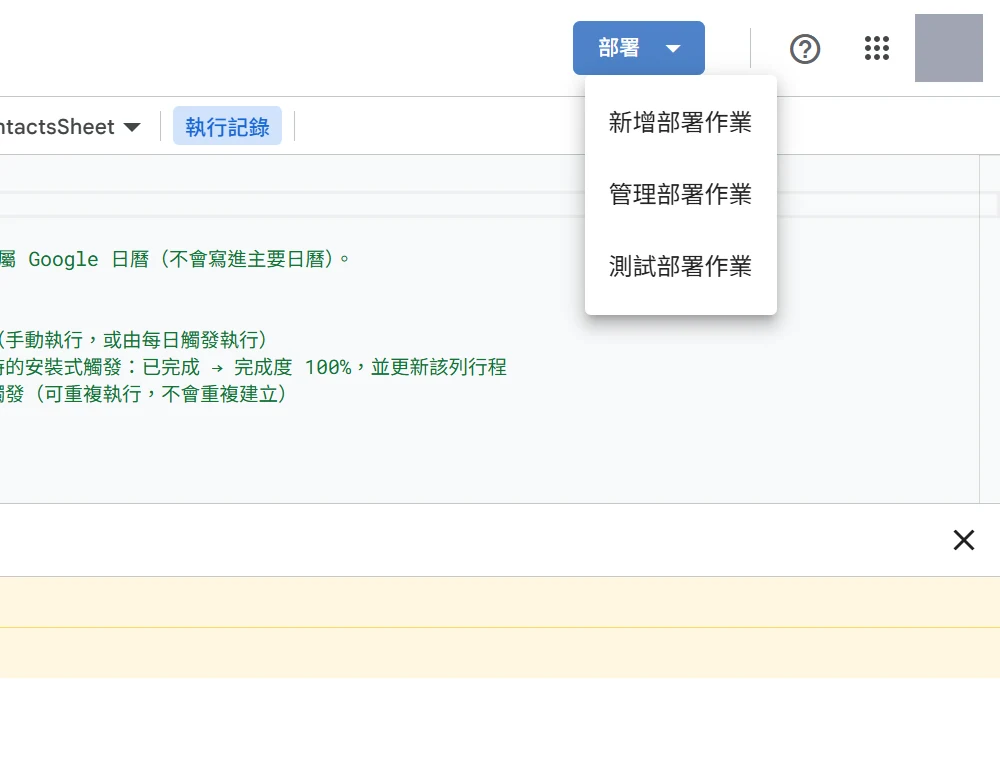 部署
新增部署作業
管理部署作業
測試部署作業
ntactsSheet
執行記錄
屬 Google 日曆（不會寫進主要日曆）。
（手動執行，或由每日觸發執行）
時的安裝式觸發：已完成 → 完成度 100%，並更新該列行程
觸發（可重複執行，不會重複建立）